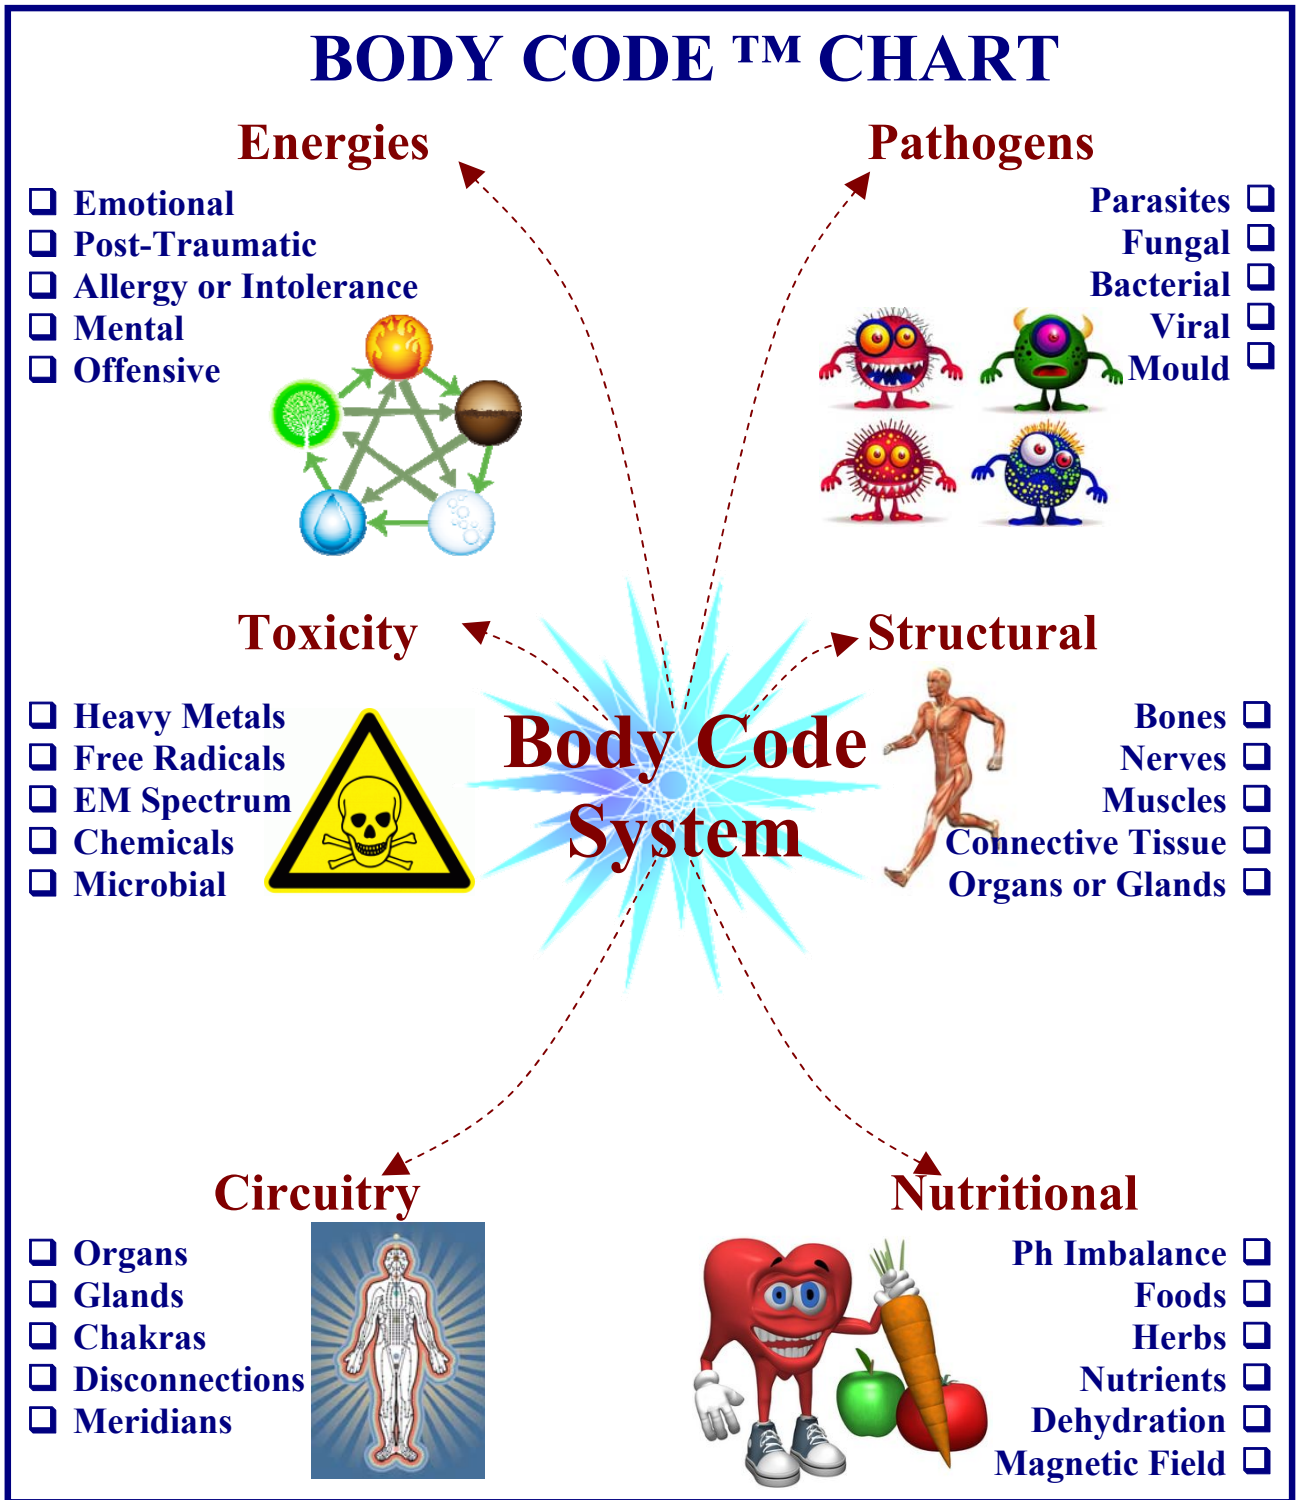 BODY CODE ™ CHART
Energies
Emotional
Post-Traumatic
Allergy or Intolerance
Mental
Offensive
Pathogens
Parasites
Fungal
Bacterial
Viral
Mould
Toxicity
Heavy Metals
Free Radicals
EM Spectrum
Chemicals
Microbial
Body Code
System
Structural
Bones
Nerves
Muscles
Connective Tissue
Organs or Glands
Circuitry
Organs
Glands
Chakras
Disconnections
Meridians
Nutritional
Ph Imbalance
Foods
Herbs
Nutrients
Dehydration
Magnetic Field